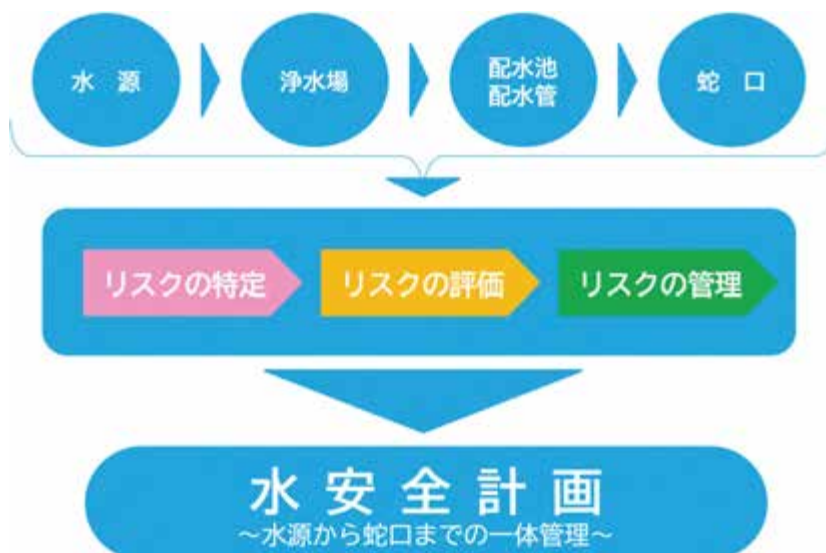 水 源
浄水場
配水池
配水管
蛇 口
リスクの特定
リスクの評価
リスクの管理
水安全計画
～水源から蛇口までの一体管理～